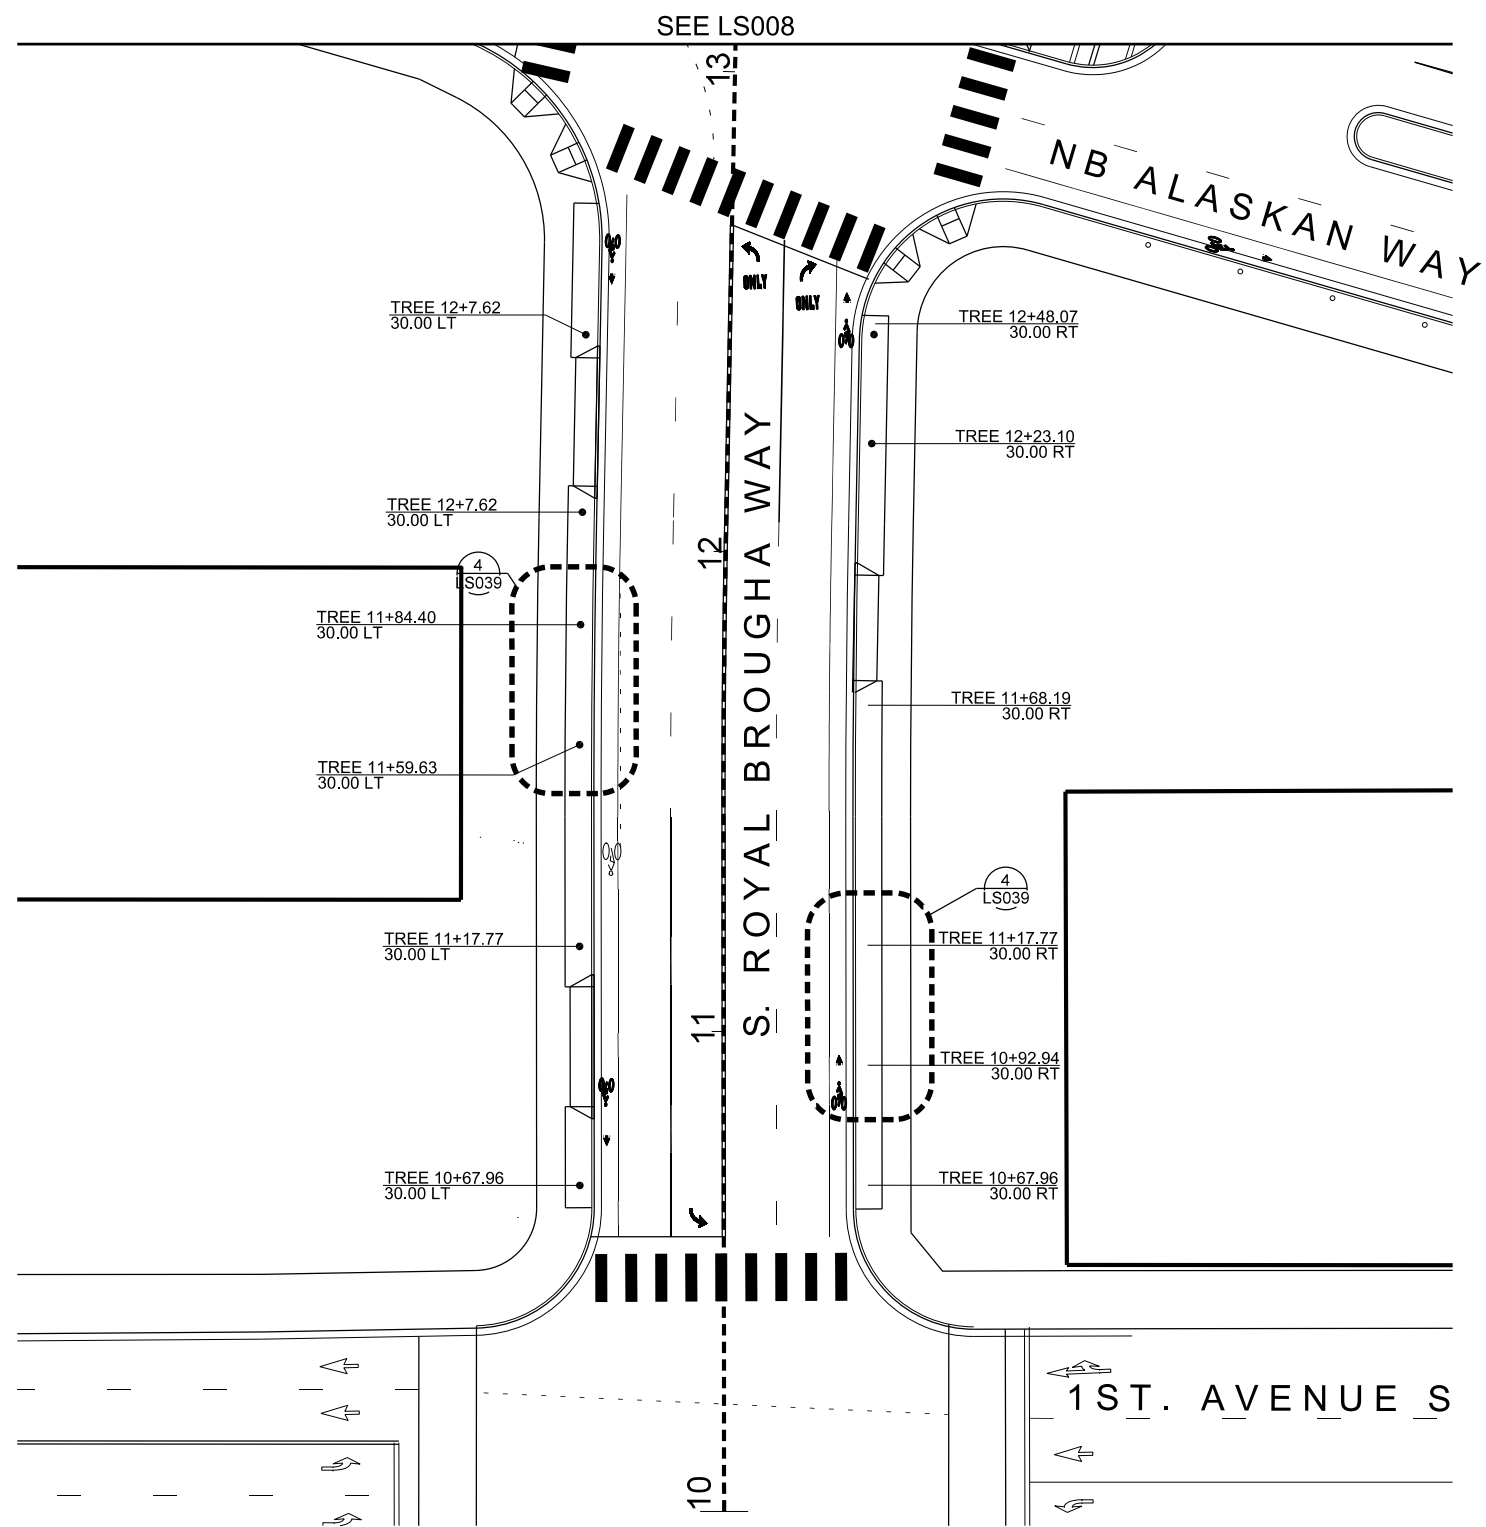 SEE LS008
13
NB ALASKAN WAY
ONLY
ONLY
TREE 12+7.62
30.00 LT
TREE 12+48.07
30.00 RT
TREE 12+23.10
30.00 RT
TREE 12+7.62
30.00 LT
12
4
LS039
TREE 11+84.40
30.00 LT
S. ROYAL BROUGHA WAY
TREE 11+68.19
30.00 RT
TREE 11+59.63
30.00 LT
4
LS039
TREE 11+17.77
30.00 LT
TREE 11+17.77
30.00 RT
11
TREE 10+92.94
30.00 RT
TREE 10+67.96
30.00 LT
TREE 10+67.96
30.00 RT
1ST. AVENUE S
10